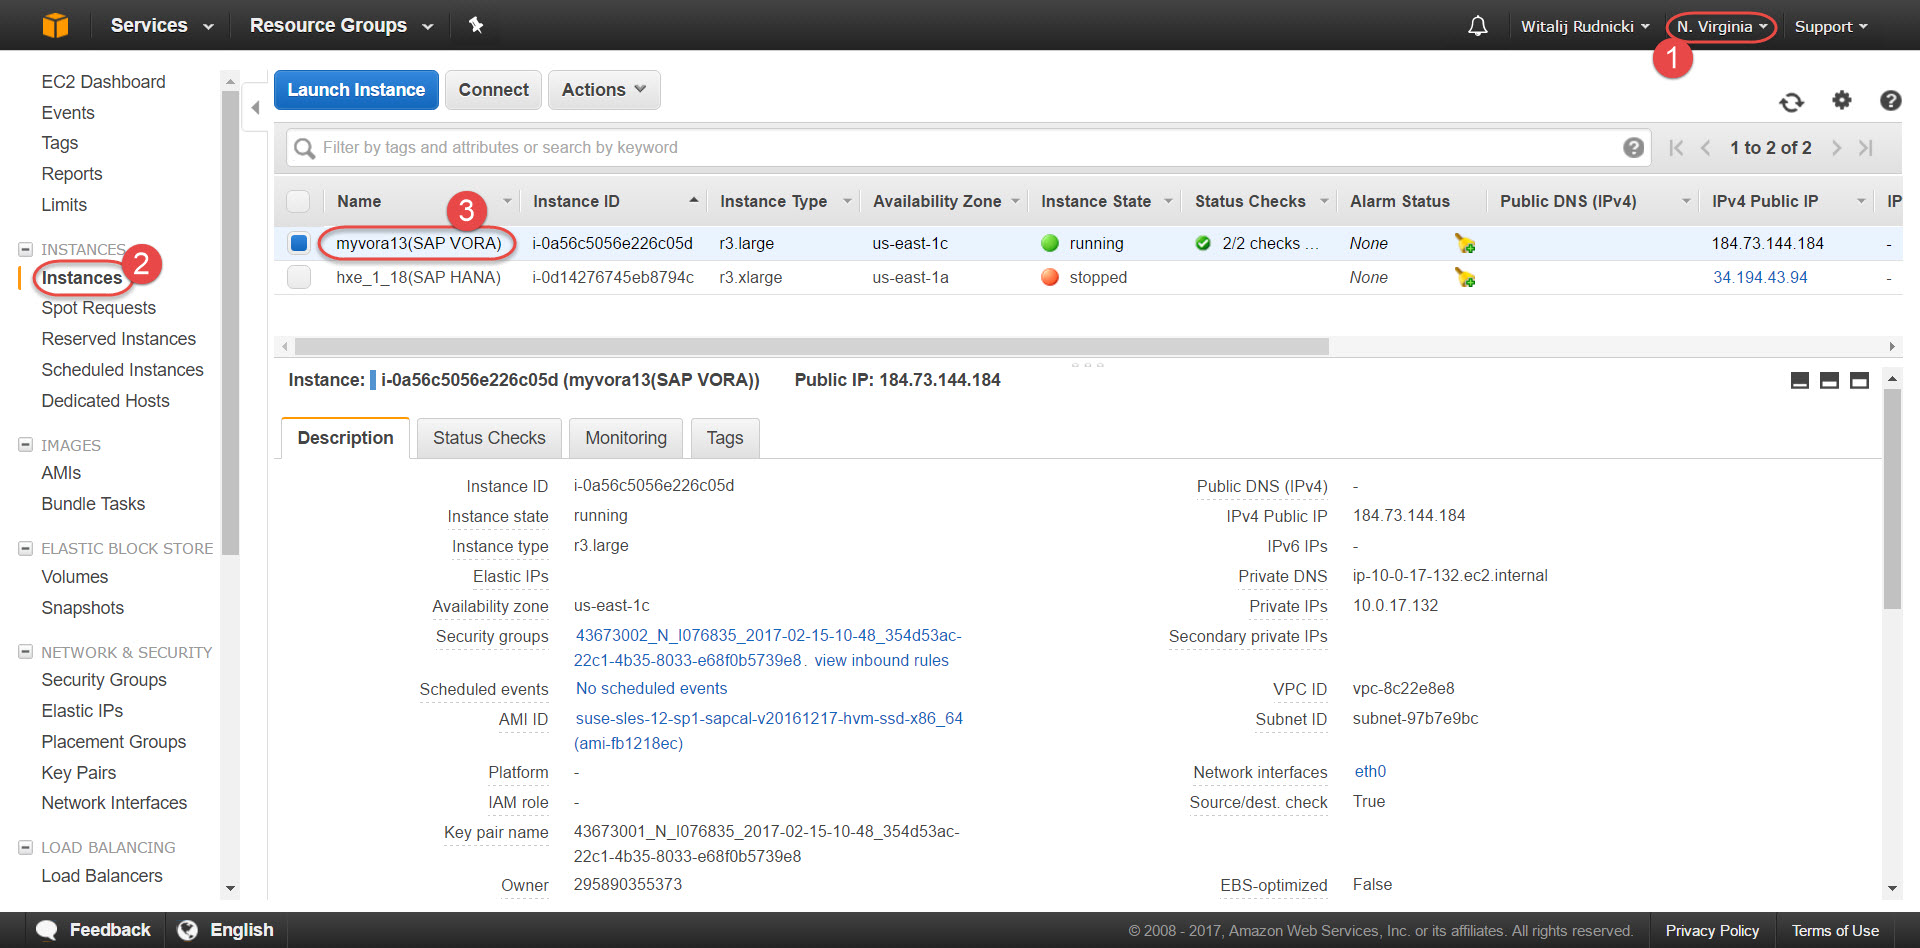 Services Resource Groups Witalij Rudnicki N. Virginia Support
1
EC2 Dashboard
Events
Tags
Reports
Limits
INSTANCES
2
Instances
Spot Requests
Reserved Instances
Scheduled Instances
Dedicated Hosts
IMAGES
AMIs
Bundle Tasks
ELASTIC BLOCK STORE
Volumes
Snapshots
NETWORK & SECURITY
Security Groups
Elastic IPs
Placement Groups
Key Pairs
Network Interfaces
LOAD BALANCING
Load Balancers
Launch Instance Connect Actions
Filter by tags and attributes or search by keyword 1 to 2 of 2
Name Instance ID Instance Type Availability Zone Instance State Status Checks Alarm Status Public DNS (IPv4) IPv4 Public IP IP
3
myvora13(SAP VORA) i-0a56c5056e226c05d r3.large us-east-1c running 2/2 checks ... None 184.73.144.184 -
hxe_1_18(SAP HANA) i-0d14276745eb8794c r3.xlarge us-east-1a stopped None 34.194.43.94 -
Instance: i-0a56c5056e226c05d (myvora13(SAP VORA)) Public IP: 184.73.144.184
Description Status Checks Monitoring Tags
Instance ID i-0a56c5056e226c05d Public DNS (IPv4) -
Instance state running IPv4 Public IP 184.73.144.184
Instance type r3.large IPv6 IPs -
Elastic IPs Private DNS ip-10-0-17-132.ec2.internal
Availability zone us-east-1c Private IPs 10.0.17.132
Security groups 43673002_N_I076835_2017-02-15-10-48_354d53ac- Secondary private IPs
22c1-4b35-8033-e68f0b5739e8. view inbound rules
Scheduled events No scheduled events VPC ID vpc-8c22e8e8
AMI ID suse-sles-12-sp1-sapcal-v20161217-hvm-ssd-x86_64 Subnet ID subnet-97b7e9bc
(ami-fb1218ec)
Platform - Network interfaces eth0
IAM role - Source/dest. check True
Key pair name 43673001_N_I076835_2017-02-15-10-48_354d53ac-
22c1-4b35-8033-e68f0b5739e8
Owner 295890355373 EBS-optimized False
Feedback English © 2008 - 2017, Amazon Web Services, Inc. or its affiliates. All rights reserved. Privacy Policy Terms of Use